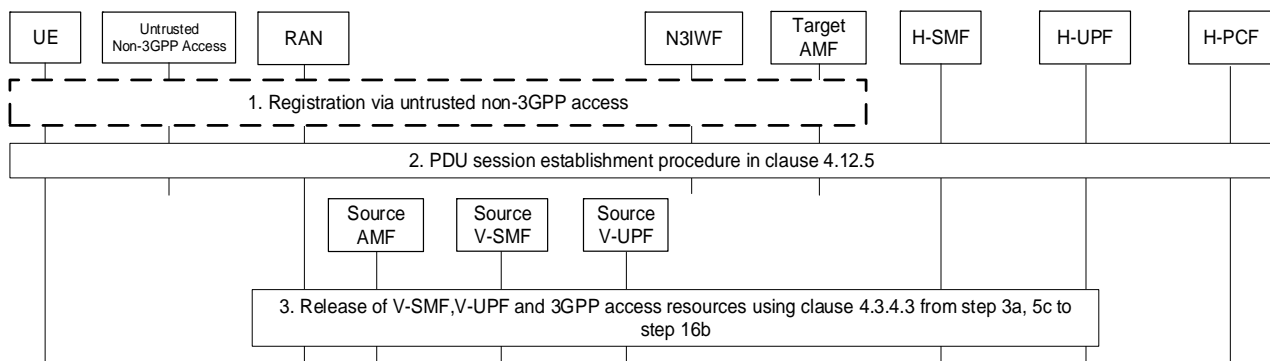 UE
Untrusted
Non-3GPP Access
RAN
N3IWF
Target
AMF
H-SMF
H-UPF
H-PCF
1. Registration via untrusted non-3GPP access
2. PDU session establishment procedure in clause 4.12.5
Source
AMF
Source
V-SMF
Source
V-UPF
3. Release of V-SMF,V-UPF and 3GPP access resources using clause 4.3.4.3 from step 3a, 5c to
step 16b